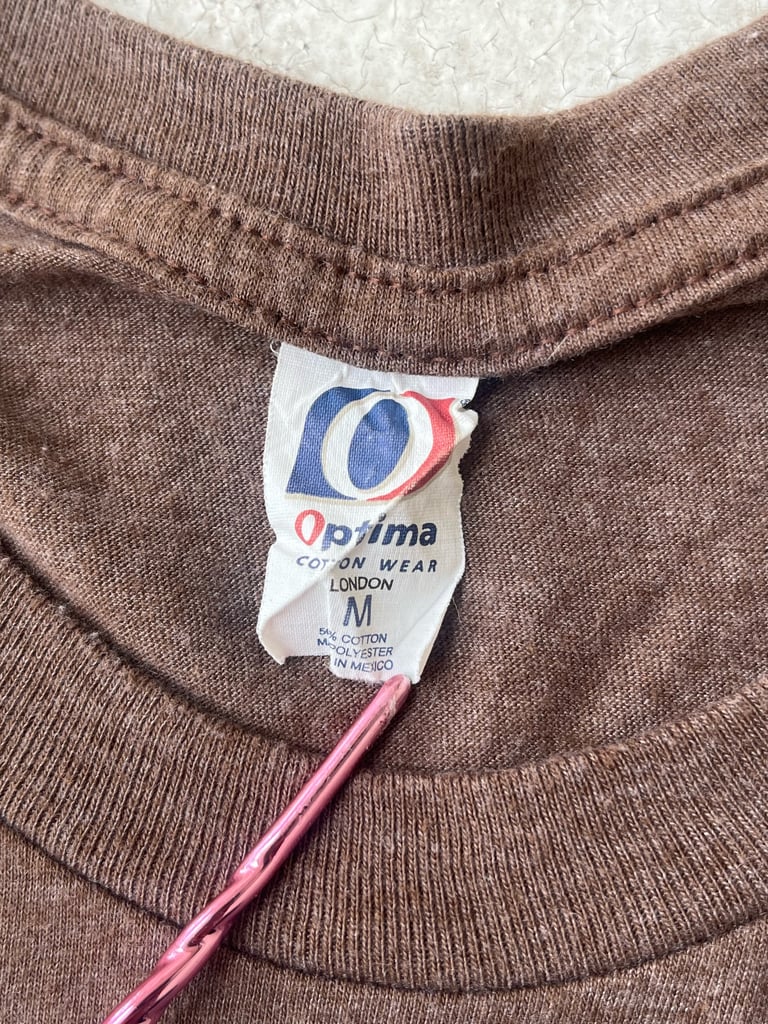 Optima
COTTON WEAR
LONDON
M
COTTON
POLYESTER
IN MEXICO